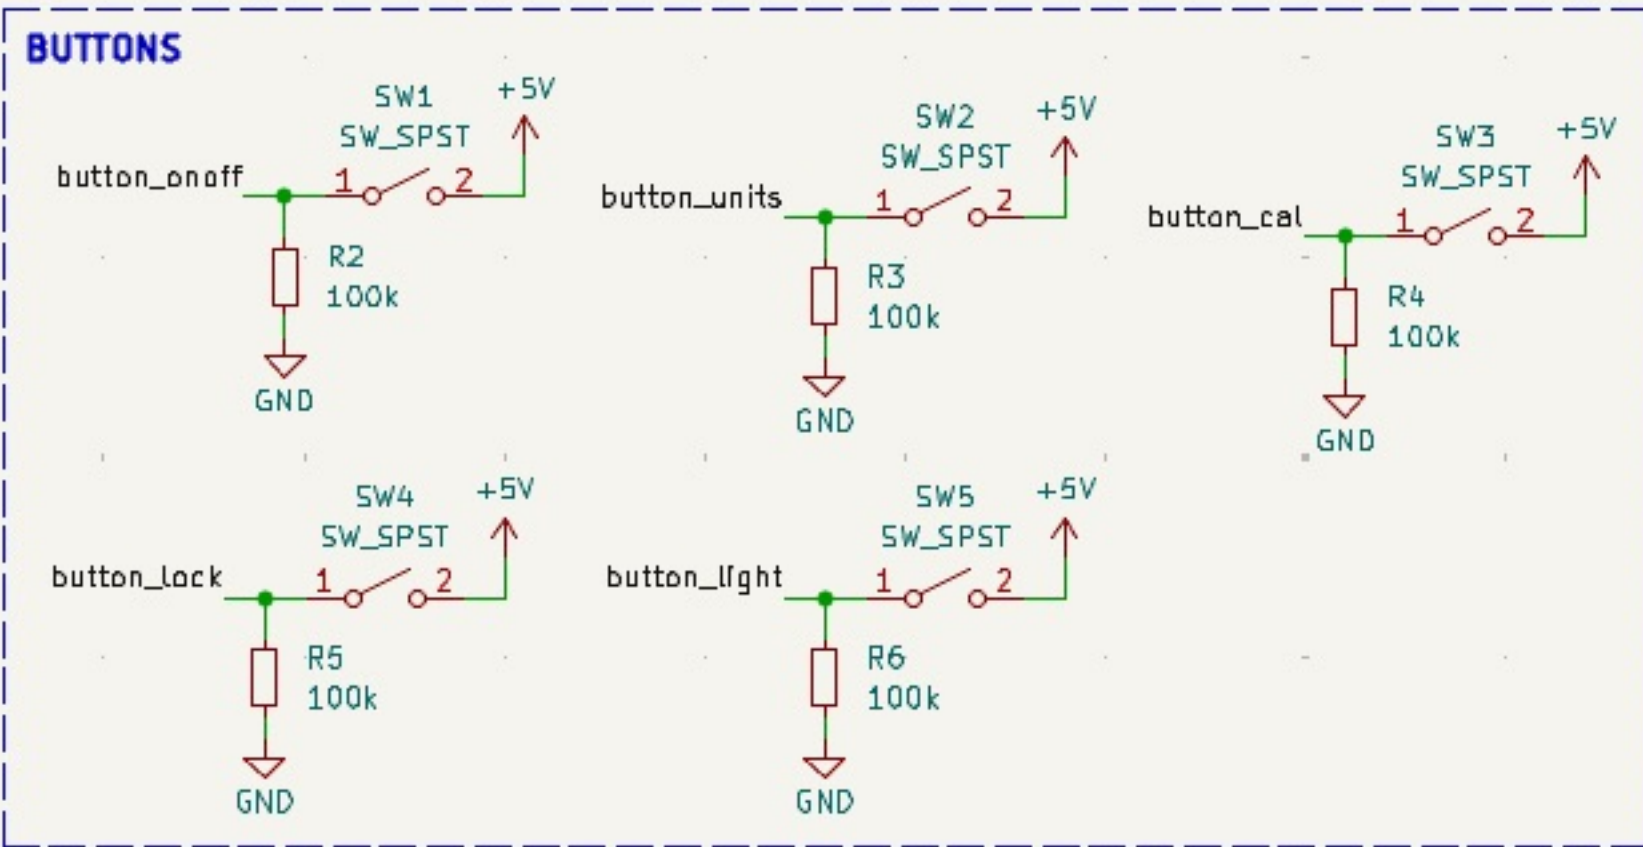 BUTTONS
SW1
SW_SPST
+5V
button_onoff
1
2
R2
100k
GND
SW2
SW_SPST
+5V
button_units
1
2
R3
100k
GND
SW3
SW_SPST
+5V
button_cal
1
2
R4
100k
GND
SW4
SW_SPST
+5V
button_lock
1
2
R5
100k
GND
SW5
SW_SPST
+5V
button_light
1
2
R6
100k
GND